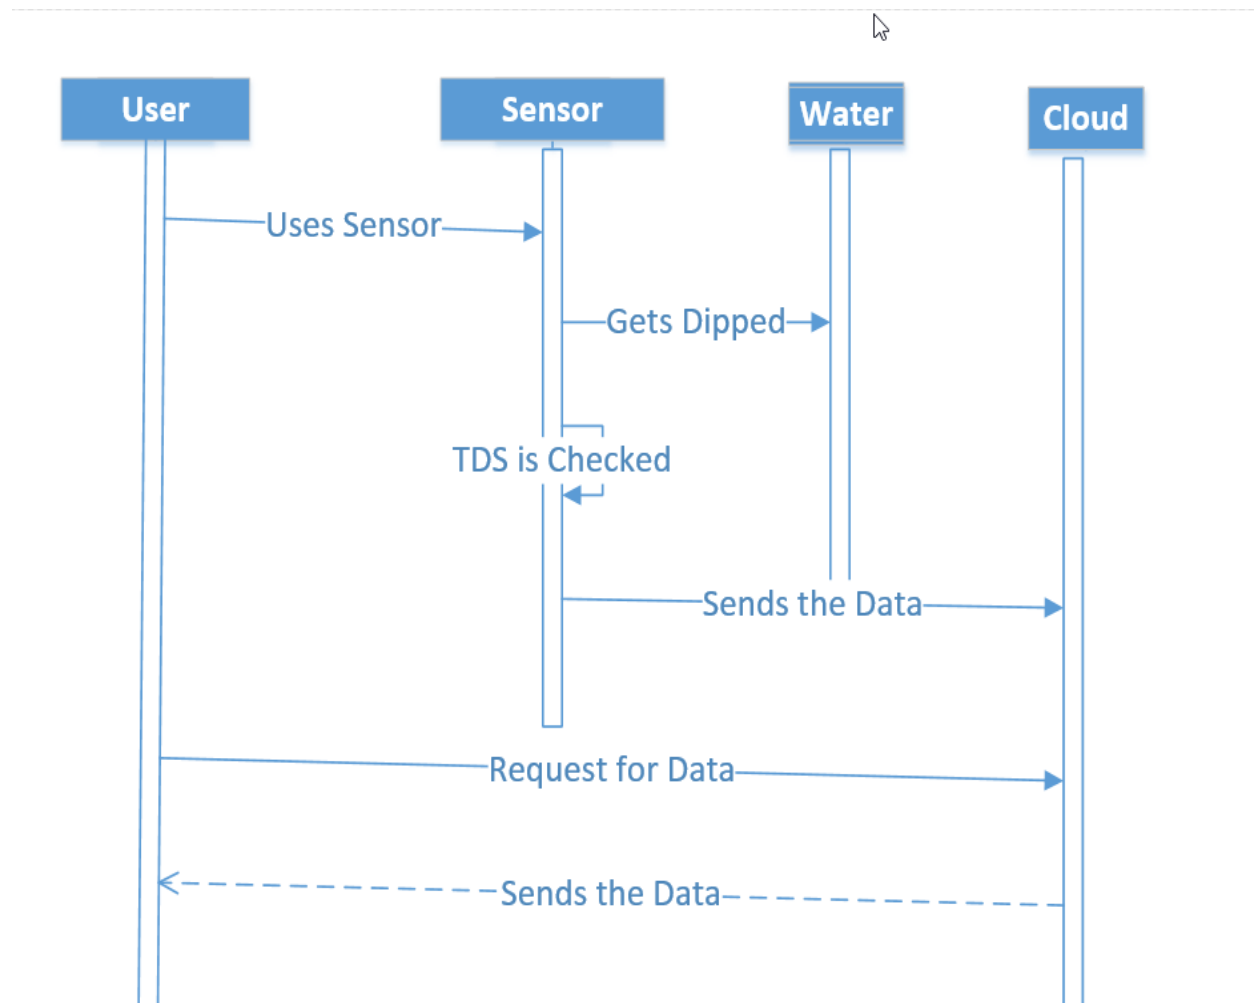 User
Sensor
Water
Cloud
Uses Sensor
Gets Dipped
TDS is Checked
Sends the Data
Request for Data
Sends the Data